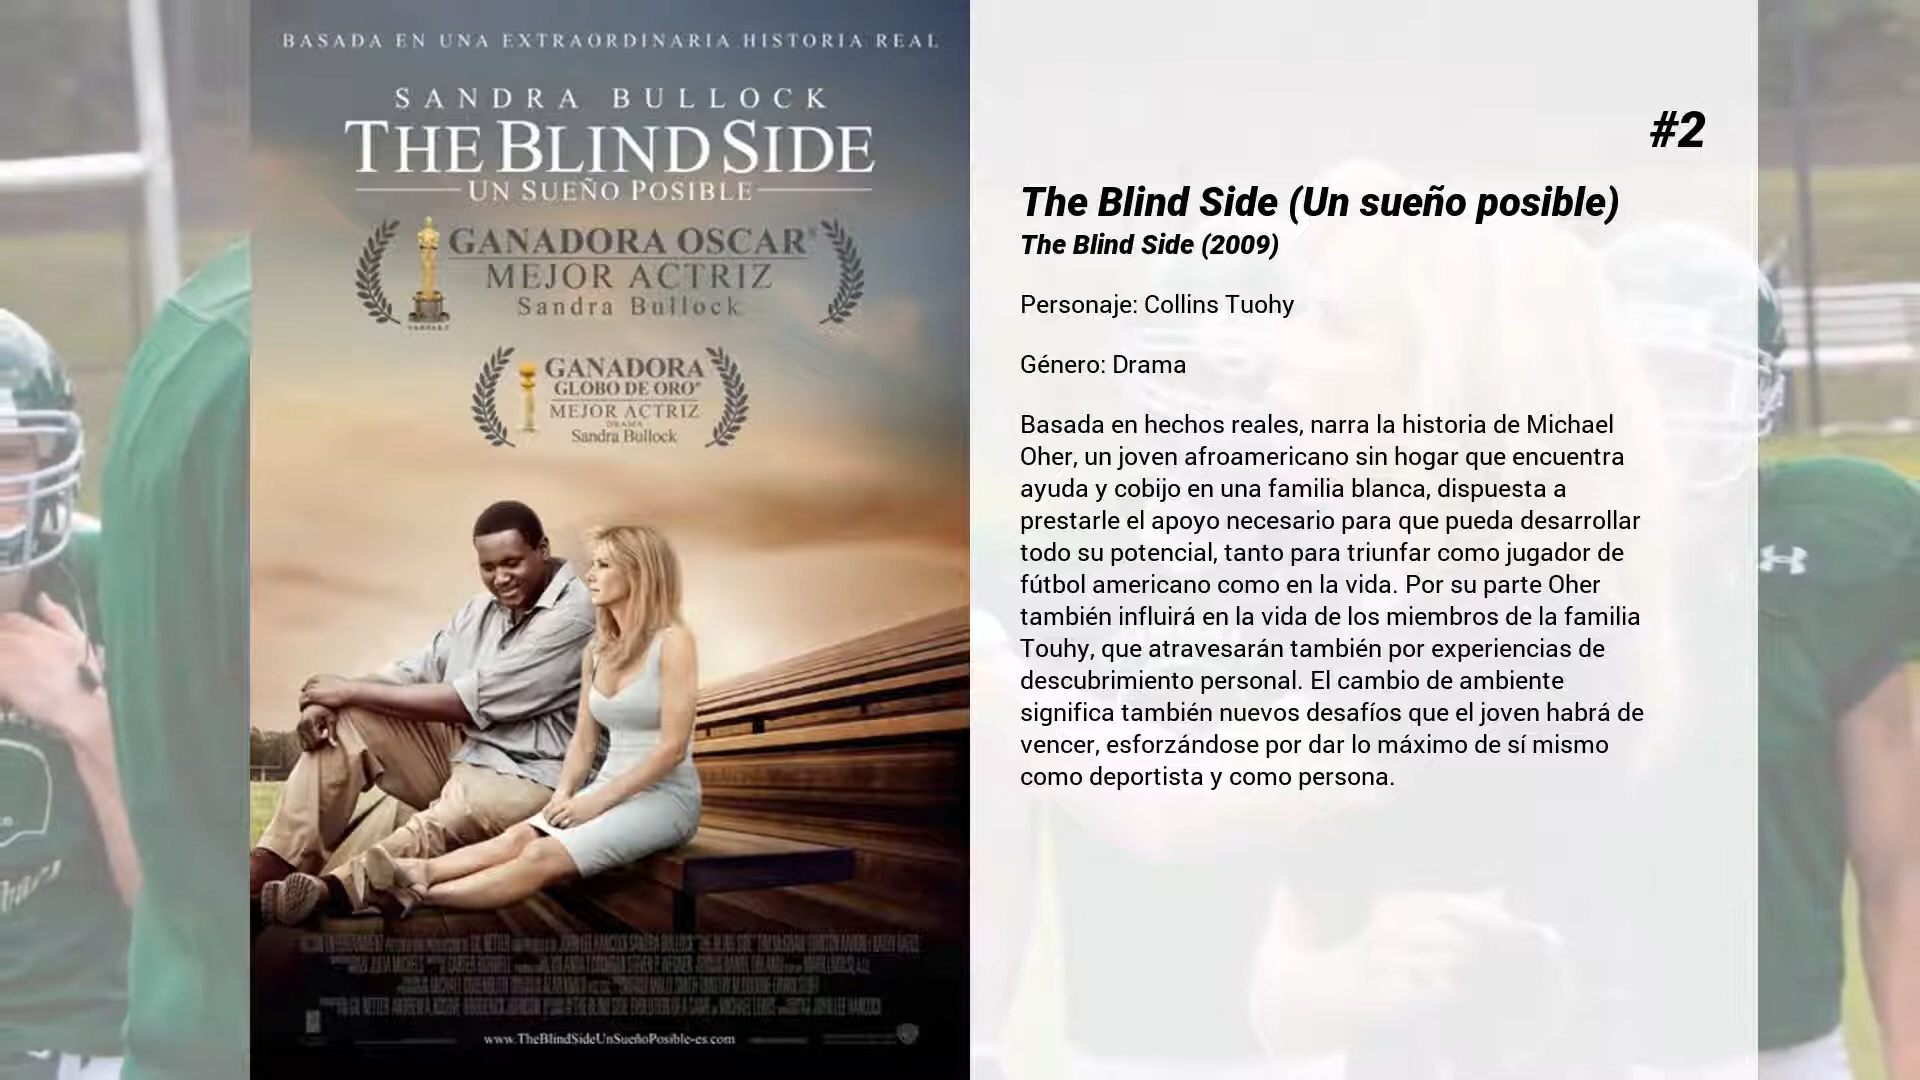 BASADA EN UNA EXTRAORDINARIA HISTORIA REAL
SANDRA BULLOCK
THE BLIND SIDE
UN SUEÑO POSIBLE
GANADORA OSCAR®
MEJOR ACTRIZ
Sandra Bullock
GANADORA
GLOBO DE ORO®
MEJOR ACTRIZ
DRAMA
Sandra Bullock
www.TheBlindSideUnSueñoPosible-es.com
#2
The Blind Side (Un sueño posible)
The Blind Side (2009)
Personaje: Collins Tuohy
Género: Drama
Basada en hechos reales, narra la historia de Michael
Oher, un joven afroamericano sin hogar que encuentra
ayuda y cobijo en una familia blanca, dispuesta a
prestarle el apoyo necesario para que pueda desarrollar
todo su potencial, tanto para triunfar como jugador de
fútbol americano como en la vida. Por su parte Oher
también influirá en la vida de los miembros de la familia
Touhy, que atravesarán también por experiencias de
descubrimiento personal. El cambio de ambiente
significa también nuevos desafíos que el joven habrá de
vencer, esforzándose por dar lo máximo de sí mismo
como deportista y como persona.